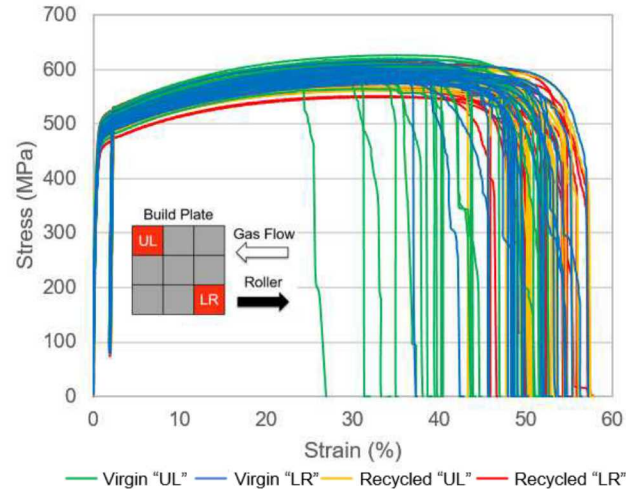 700
600
500
400
300
200
100
0
Stress (MPa)
Build Plate
UL
LR
Gas Flow
Roller
0 10 20 30 40 50 60
Strain (%)
Virgin “UL” Virgin “LR” Recycled “UL” Recycled “LR”